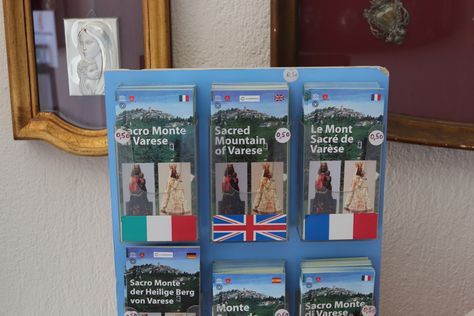 Sacro Monte
di Varese
0,50
Sacred
Mountain
of Varese
0,50
Le Mont
Sacré de
Varèse
0,50
Sacro Monte
der Heilige Berg
von Varese
Monte
Sacro Monte
di Varese